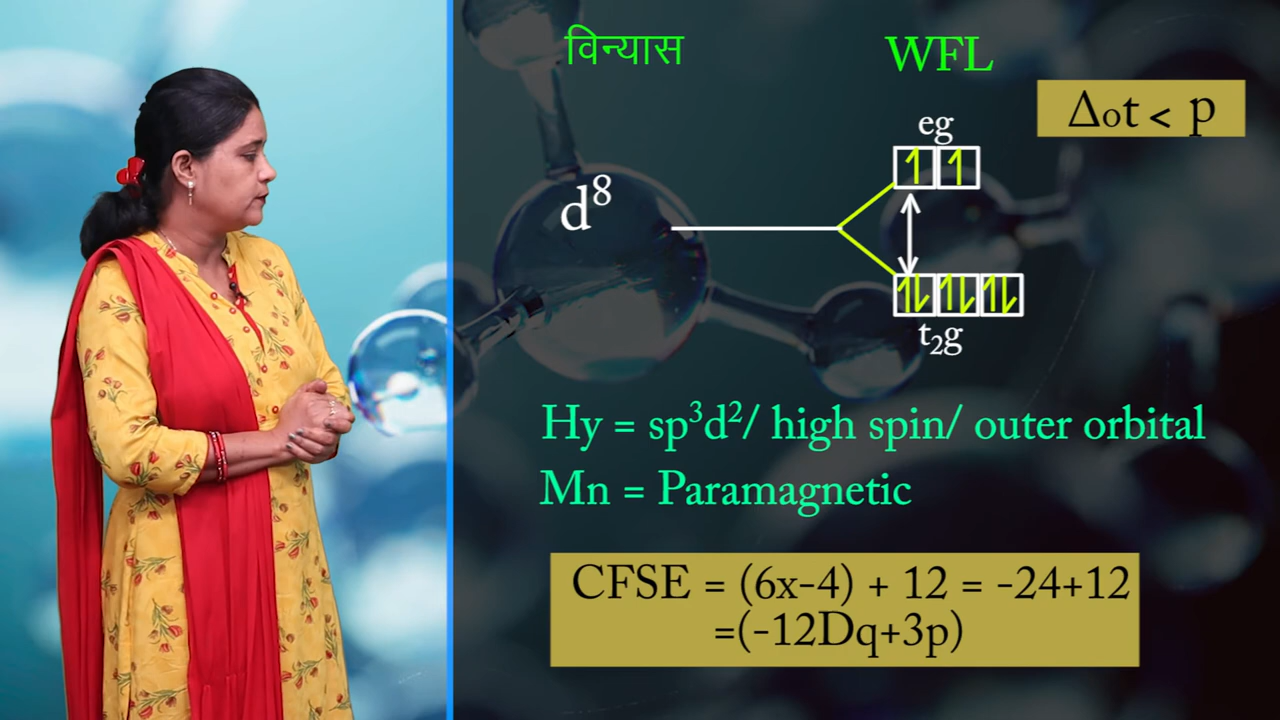 विन्यास WFL
Δot < p
eg
d⁸
t₂g
Hy = sp³d²/ high spin/ outer orbital
Mn = Paramagnetic
CFSE = (6x-4) + 12 = -24+12
=(-12Dq+3p)